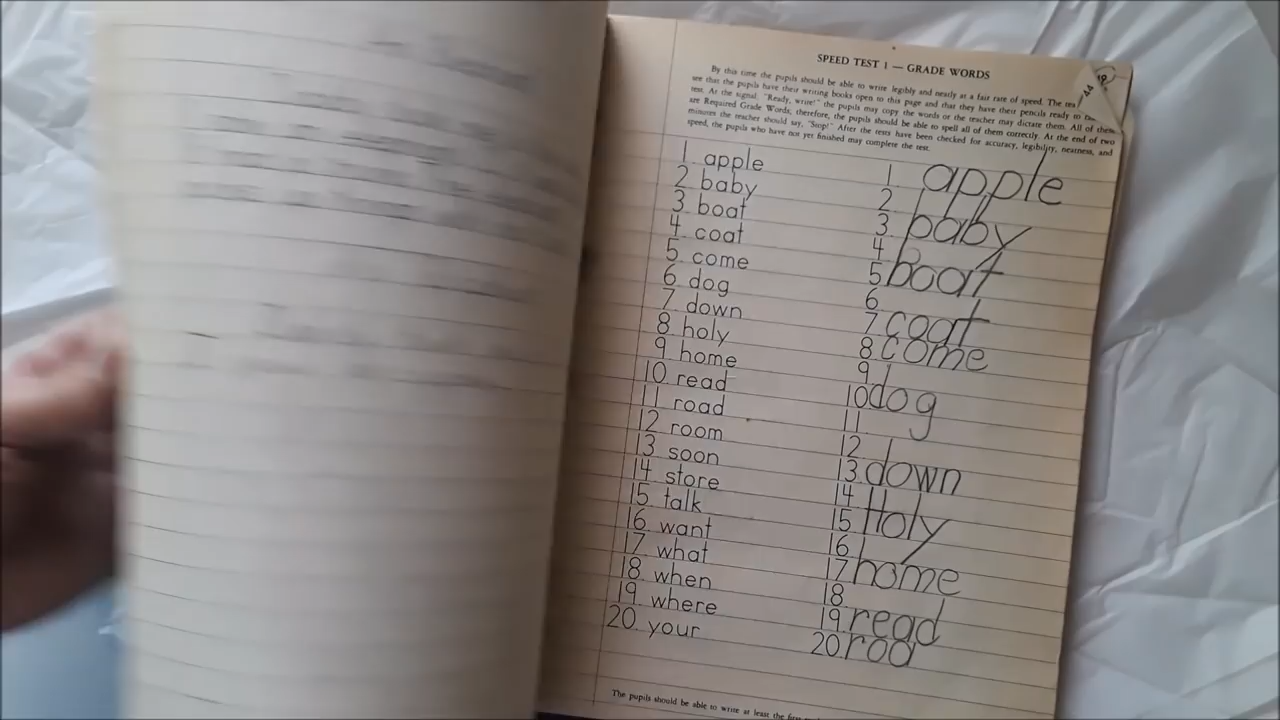 SPEED TEST 1 — GRADE WORDS
By this time the pupils should be able to write legibly and neatly at a fair rate of speed. The tea
see that the pupils have their writing books open to this page and that they have their pencils ready to
test. At the signal, "Ready, write!" the pupils may copy the words or the teacher may dictate them. All of these
are Required Grade Words; therefore, the pupils should be able to spell all of them correctly. At the end of two
minutes the teacher should say, "Stop!" After the tests have been checked for accuracy, legibility, neatness, and
speed, the pupils who have not yet finished may complete the test.
1 apple
2 baby
3 boat
4 coat
5 come
6 dog
7 down
8 holy
9 home
10 read
11 road
12 room
13 soon
14 store
15 talk
16 want
17 what
18 when
19 where
20 your
1 apple
2
3 baby
4
5 boat
6
7 coat
8 come
9
10 dog
11
12
13 down
14
15 Holy
16
17 home
18
19 read
20 roa
The pupils should be able to write at least the first